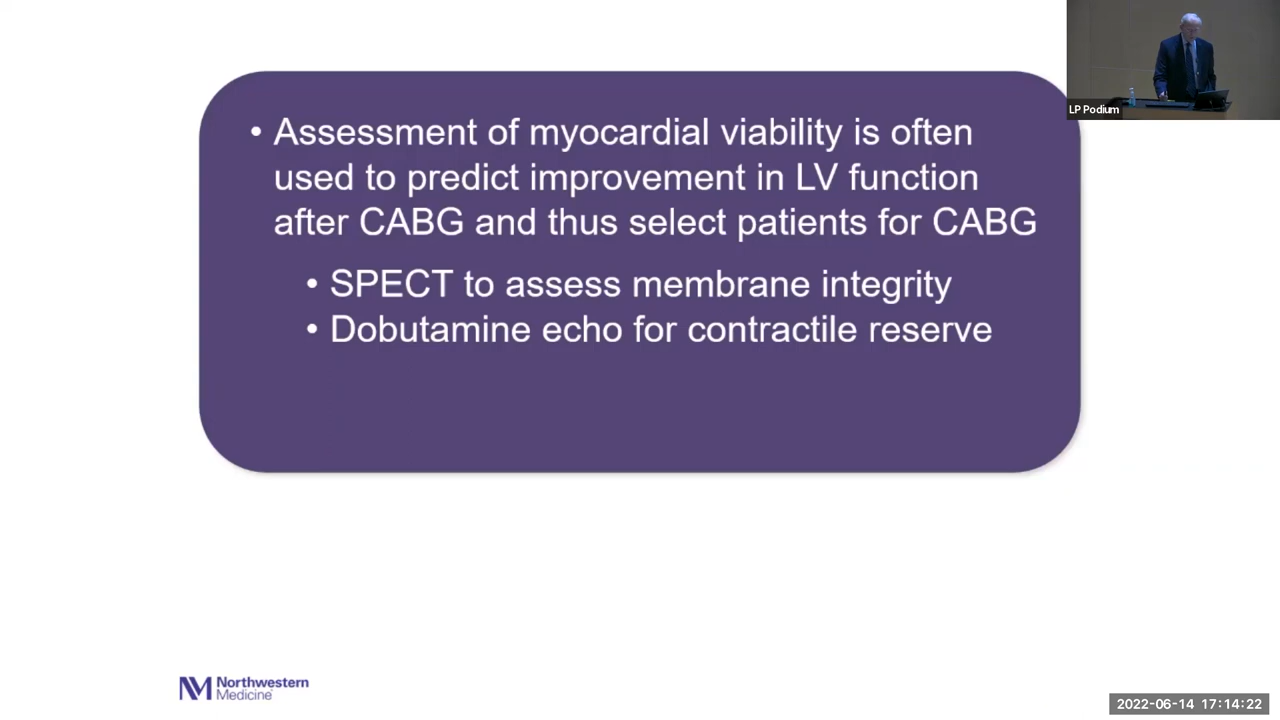 • Assessment of myocardial viability is often
used to predict improvement in LV function
after CABG and thus select patients for CABG
• SPECT to assess membrane integrity
• Dobutamine echo for contractile reserve
LP Podium
NM Northwestern
Medicine
2022-06-14 17:14:22